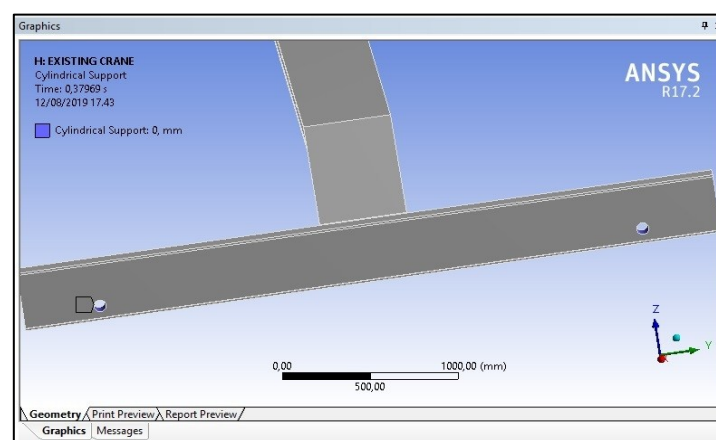 Graphics
H: EXISTING CRANE
Cylindrical Support
Time: 0,37969 s
12/08/2019 17.43
Cylindrical Support: 0, mm
ANSYS
R17.2
Z
Y
X
0,00
1000,00 (mm)
500,00
Geometry Print Preview Report Preview
Graphics Messages